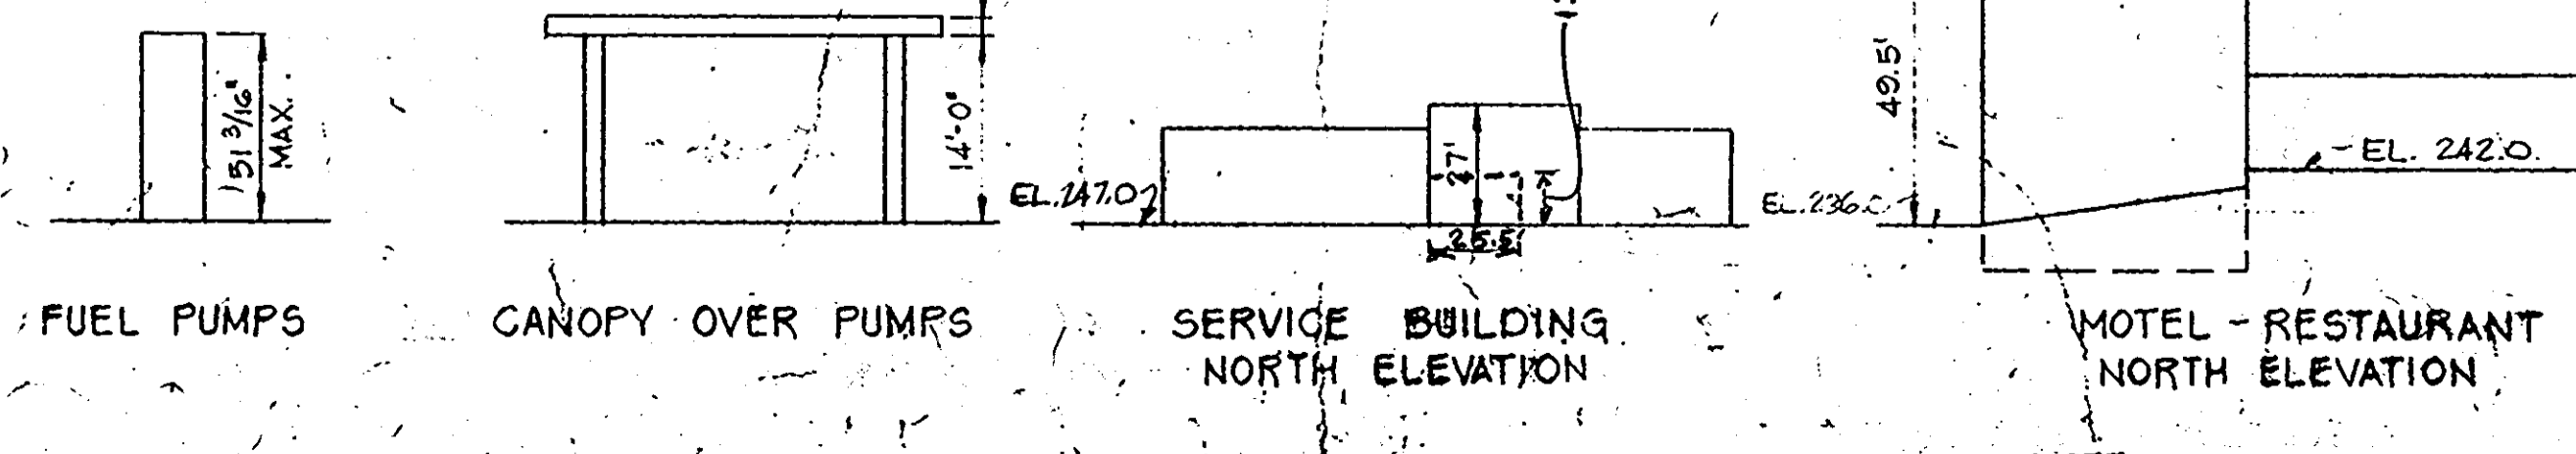 51 3/16"
MAX.
14'-0"
EL. 247.0
27'
25.5'
49.5'
EL. 236.0
EL. 242.0.
FUEL PUMPS
CANOPY OVER PUMPS
SERVICE BUILDING
NORTH ELEVATION
MOTEL - RESTAURANT
NORTH ELEVATION